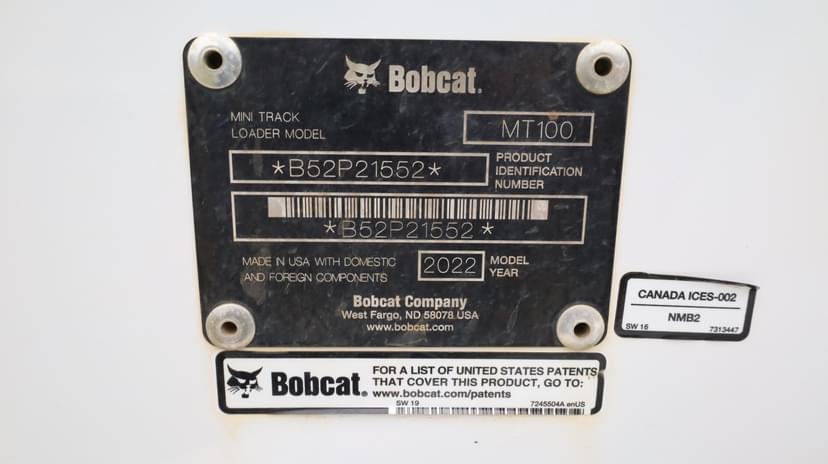 Bobcat.
MINI TRACK
LOADER MODEL
MT100
*B52P21552*
PRODUCT
IDENTIFICATION
NUMBER
*B52P21552*
MADE IN USA WITH DOMESTIC
AND FOREIGN COMPONENTS
2022
MODEL
YEAR
Bobcat Company
West Fargo, ND 58078 USA
www.bobcat.com
CANADA ICES-002
NMB2
SW 16 7313447
Bobcat.
FOR A LIST OF UNITED STATES PATENTS
THAT COVER THIS PRODUCT, GO TO:
www.bobcat.com/patents
SW 19 7245504A enUS